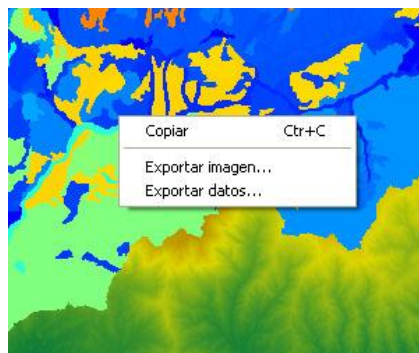 Copiar Ctr+C
Exportar imagen...
Exportar datos...